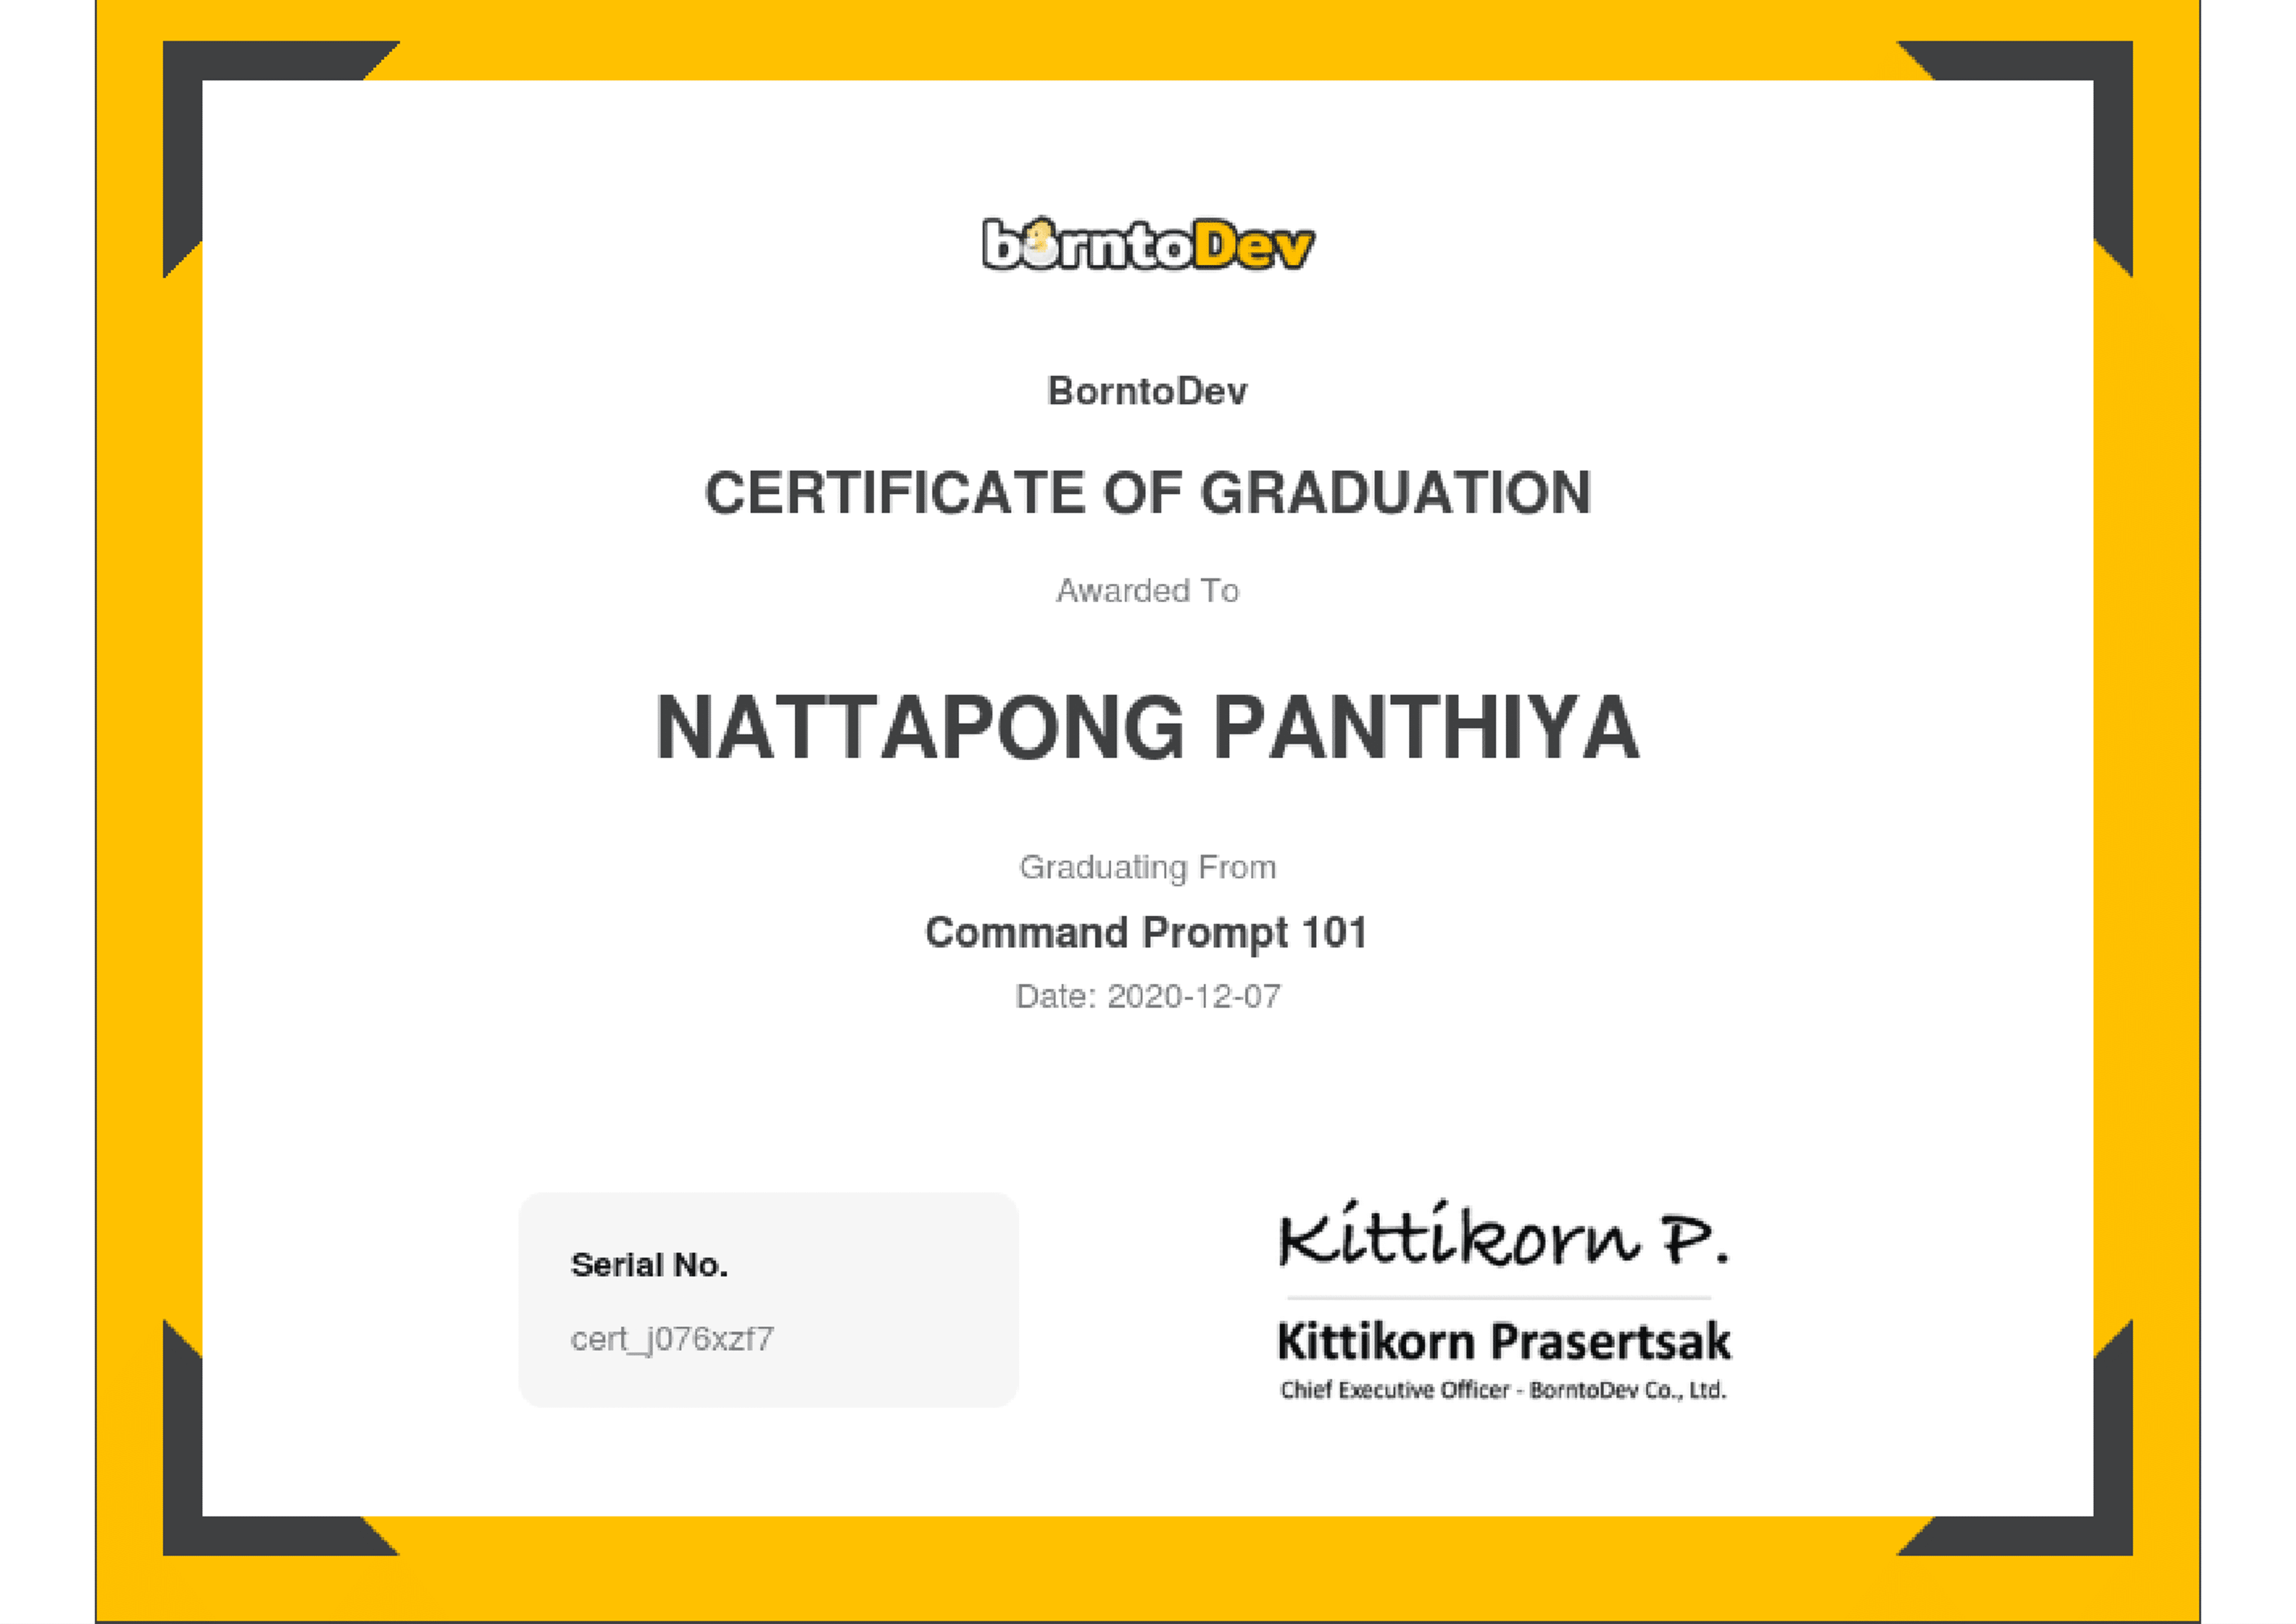 borntoDev
BorntoDev
CERTIFICATE OF GRADUATION
Awarded To
NATTAPONG PANTHIYA
Graduating From
Command Prompt 101
Date: 2020-12-07
Serial No.
cert_j076xzf7
Kittikorn P.
Kittikorn Prasertsak
Chief Executive Officer - BorntoDev Co., Ltd.